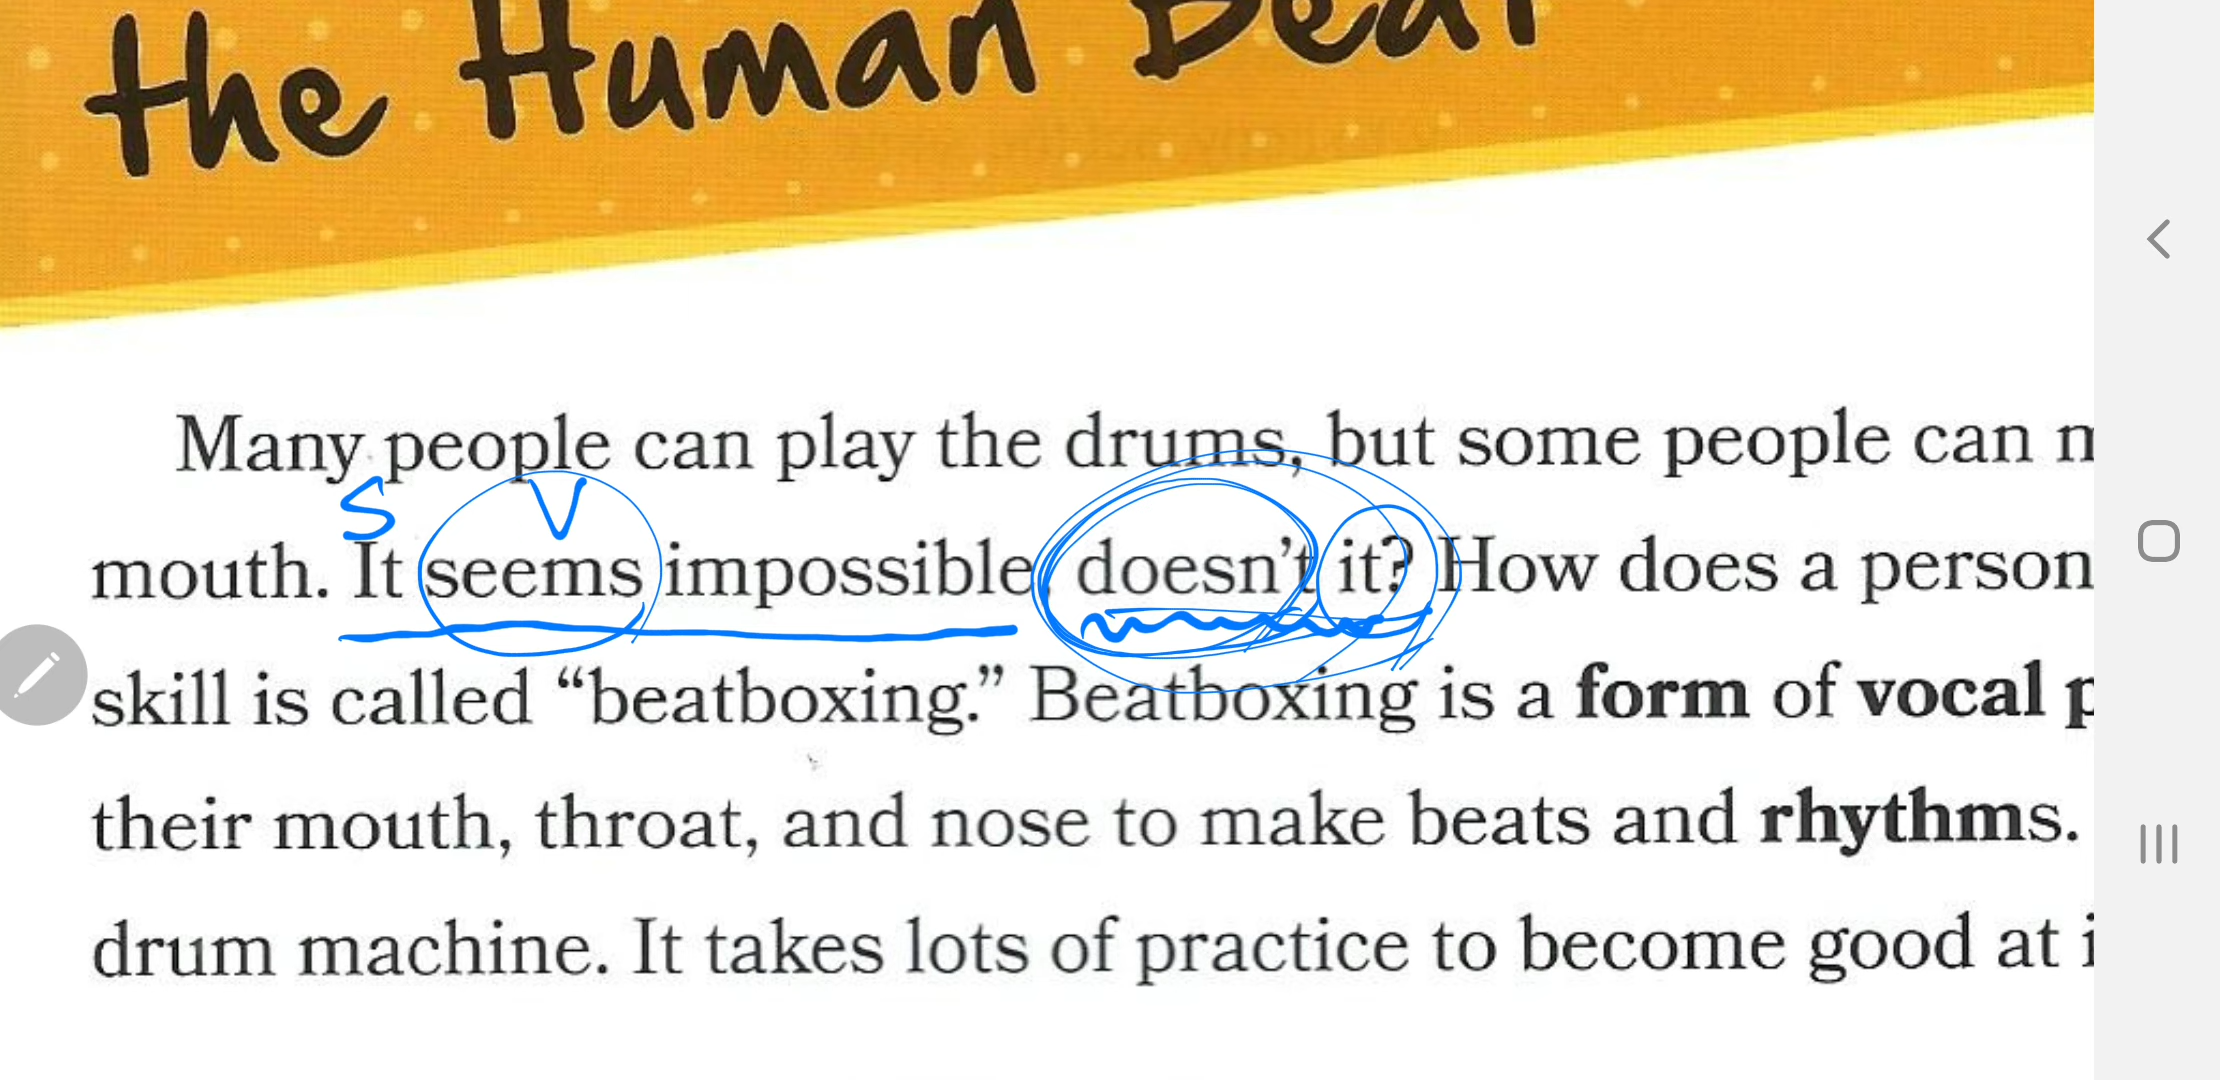 the Human Beat
Many people can play the drums, but some people can
S V
mouth. It seems impossible, doesn't it? How does a person
skill is called “beatboxing.” Beatboxing is a form of vocal
their mouth, throat, and nose to make beats and rhythms.
drum machine. It takes lots of practice to become good at